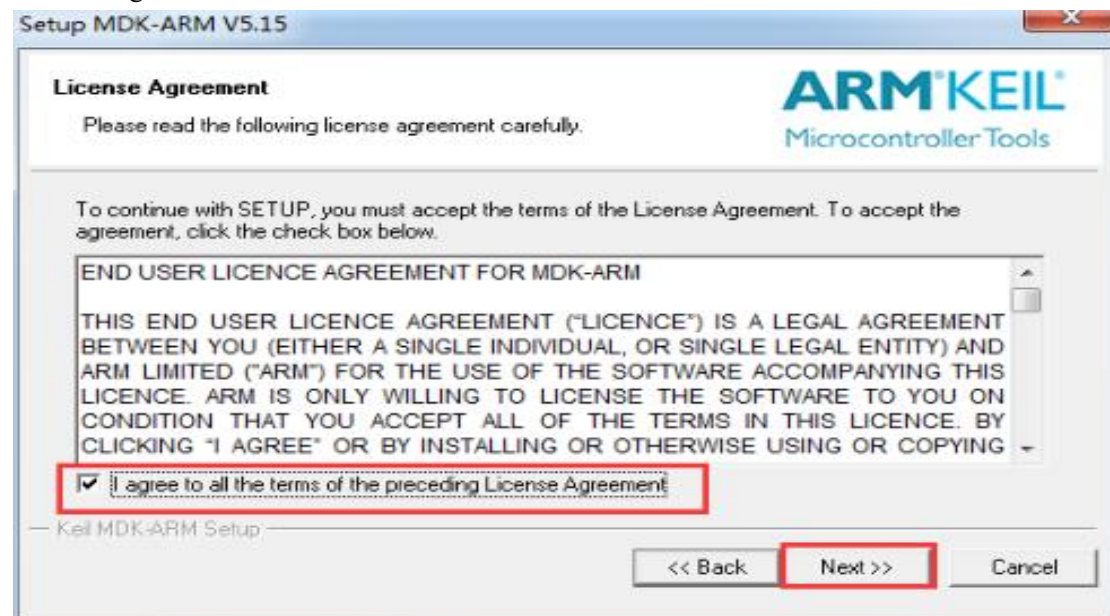 Setup MDK-ARM V5.15
License Agreement
Please read the following license agreement carefully.
ARM KEIL
Microcontroller Tools
To continue with SETUP, you must accept the terms of the License Agreement. To accept the
agreement, click the check box below.
END USER LICENCE AGREEMENT FOR MDK-ARM
THIS END USER LICENCE AGREEMENT ("LICENCE") IS A LEGAL AGREEMENT
BETWEEN YOU (EITHER A SINGLE INDIVIDUAL, OR SINGLE LEGAL ENTITY) AND
ARM LIMITED ("ARM") FOR THE USE OF THE SOFTWARE ACCOMPANYING THIS
LICENCE. ARM IS ONLY WILLING TO LICENSE THE SOFTWARE TO YOU ON
CONDITION THAT YOU ACCEPT ALL OF THE TERMS IN THIS LICENCE. BY
CLICKING "I AGREE" OR BY INSTALLING OR OTHERWISE USING OR COPYING
I agree to all the terms of the preceding License Agreement
Keil MDK-ARM Setup
<< Back Next >> Cancel